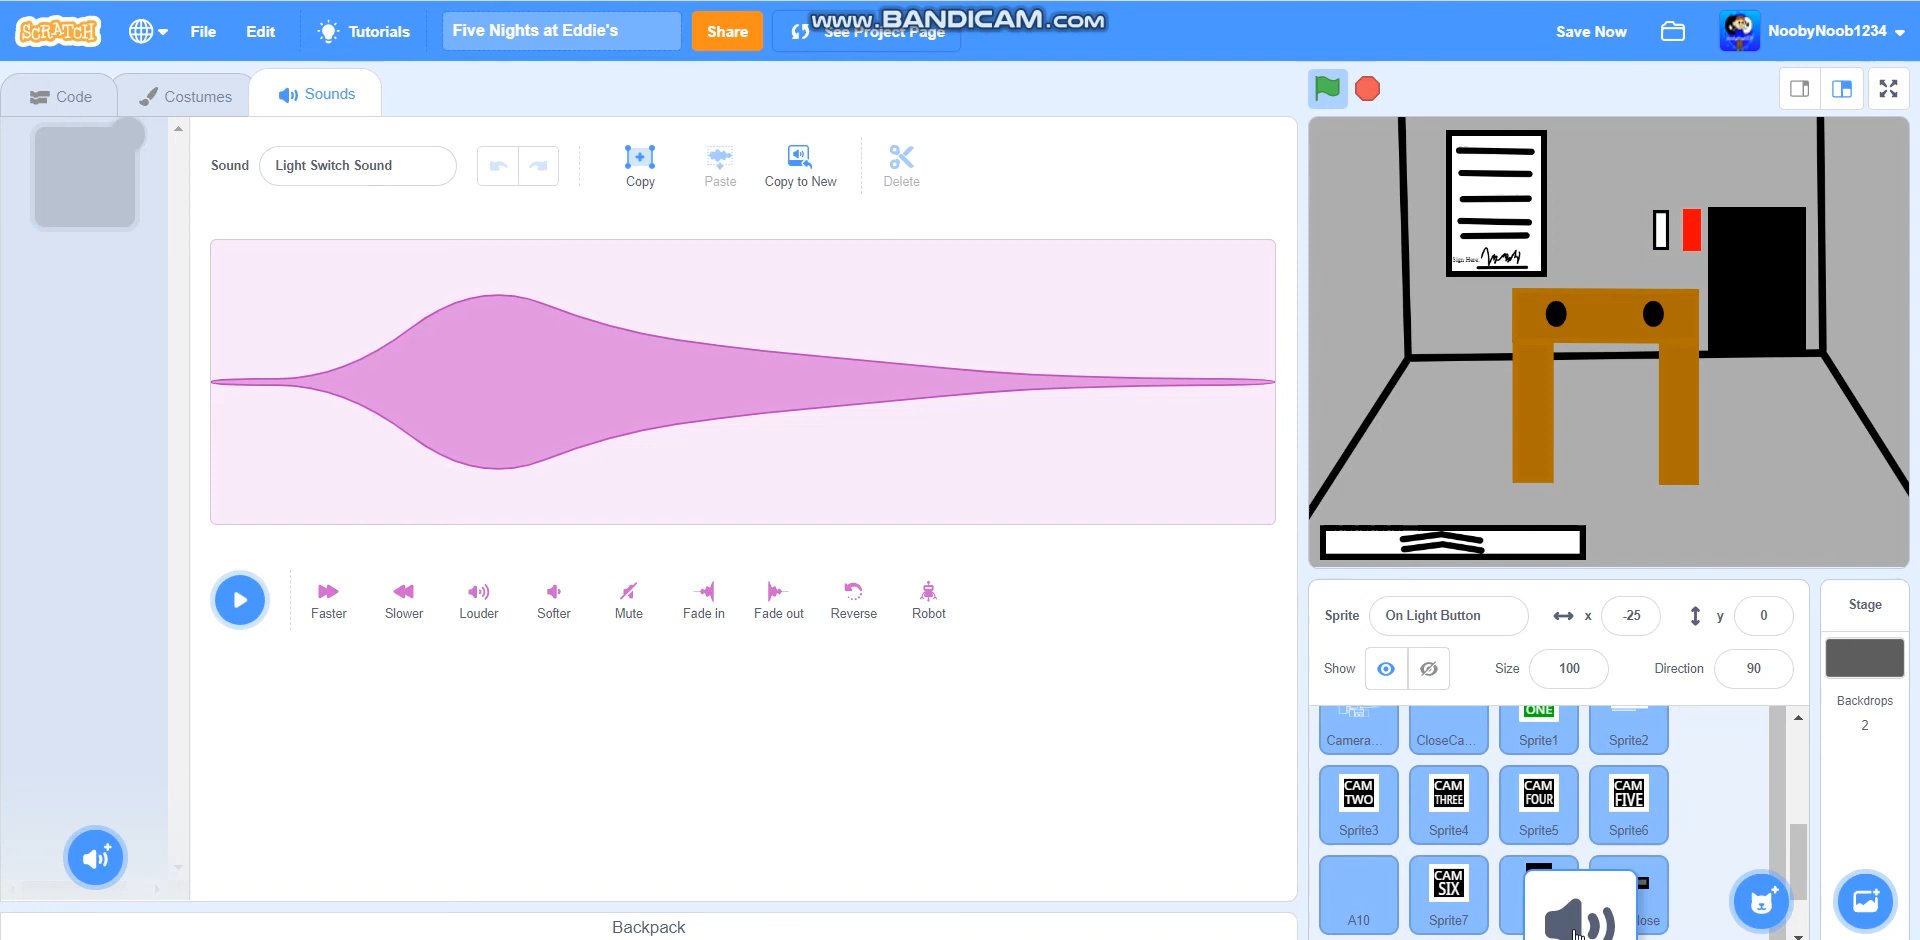 www.BANDICAM.com
SCRATCH File Edit Tutorials Five Nights at Eddie's Share See Project Page Save Now NoobyNoob1234
Code Costumes Sounds
Sound Light Switch Sound Copy Paste Copy to New Delete
Sign Here:
Faster Slower Louder Softer Mute Fade in Fade out Reverse Robot
Sprite On Light Button x -25 y 0
Show Size 100 Direction 90
Stage
Backdrops
2
ONE
Camera... CloseCa... Sprite1 Sprite2
CAM TWO CAM THREE CAM FOUR CAM FIVE
Sprite3 Sprite4 Sprite5 Sprite6
CAM SIX
A10 Sprite7 lose
Backpack